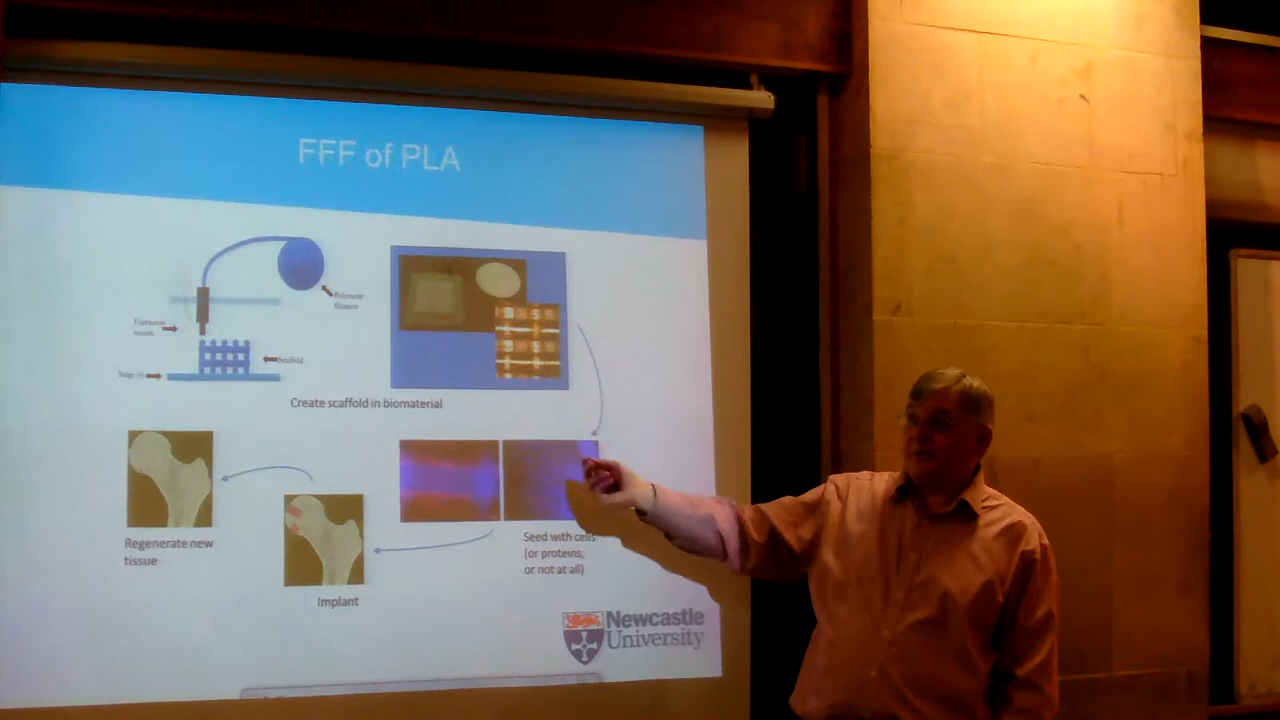 FFF of PLA
Polymer
filament
Extrusion
nozzle
Scaffold
Create scaffold in biomaterial
Regenerate new
tissue
Seed with cells
(or proteins,
or not at all)
Implant
Newcastle
University